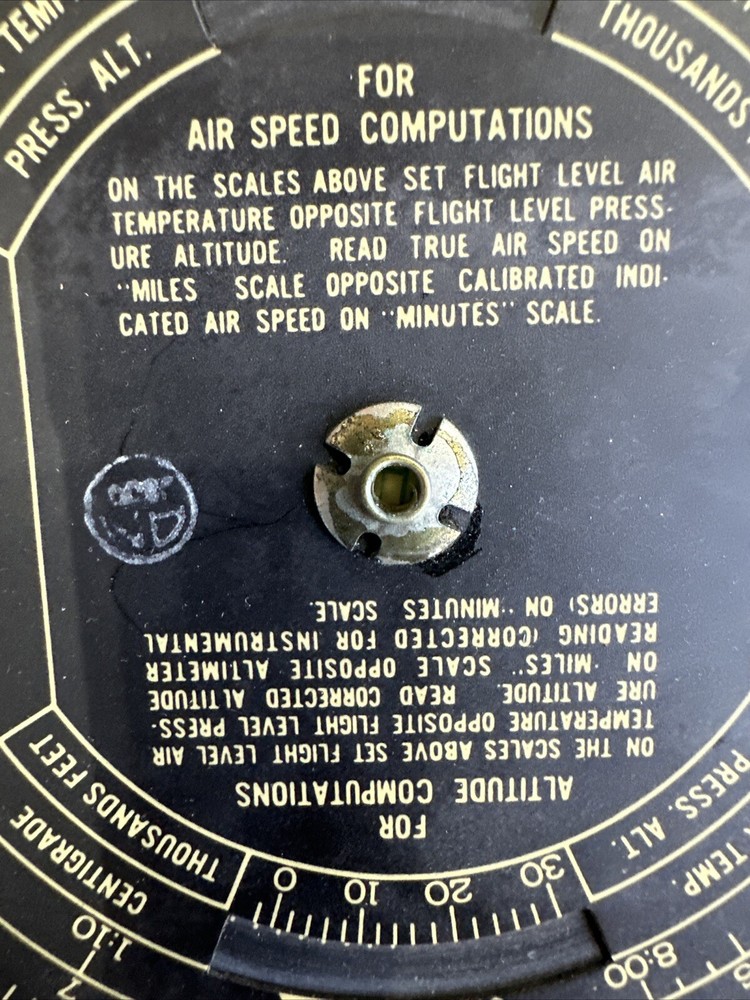 TEMP
PRESS. ALT.
THOUSANDS
FOR
AIR SPEED COMPUTATIONS
ON THE SCALES ABOVE SET FLIGHT LEVEL AIR
TEMPERATURE OPPOSITE FLIGHT LEVEL PRESS-
URE ALTITUDE. READ TRUE AIR SPEED ON
"MILES SCALE OPPOSITE CALIBRATED INDI-
CATED AIR SPEED ON "MINUTES" SCALE.
FOR
ALTITUDE COMPUTATIONS
ON THE SCALES ABOVE SET FLIGHT LEVEL AIR
TEMPERATURE OPPOSITE FLIGHT LEVEL PRESS-
URE ALTITUDE. READ CORRECTED ALTITUDE
ON "MILES" SCALE OPPOSITE ALTIMETER
READING (CORRECTED FOR INSTRUMENTAL
ERRORS) ON "MINUTES" SCALE.
THOUSANDS FEET
CENTIGRADE
PRESS. ALT.
TEMP.
30 20 10 0
8:00
1:10
7